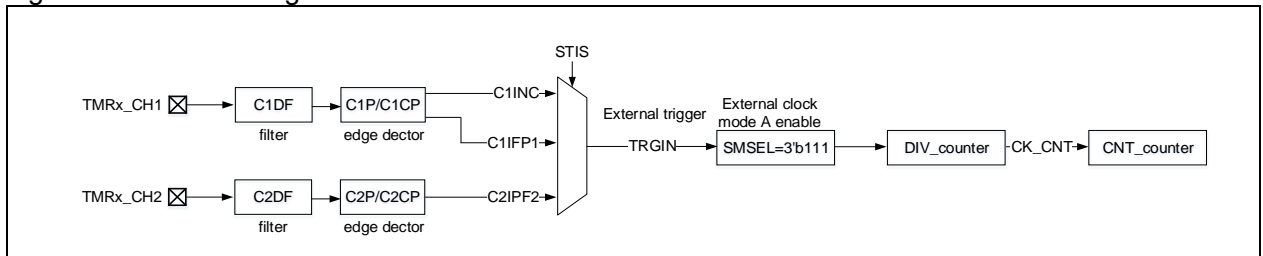 STIS
TMRx_CH1
C1DF
filter
C1P/C1CP
edge dector
C1INC
C1IFP1
TMRx_CH2
C2DF
filter
C2P/C2CP
edge dector
C2IPF2
External trigger
TRGIN
External clock
mode A enable
SMSEL=3'b111
DIV_counter
CK_CNT
CNT_counter